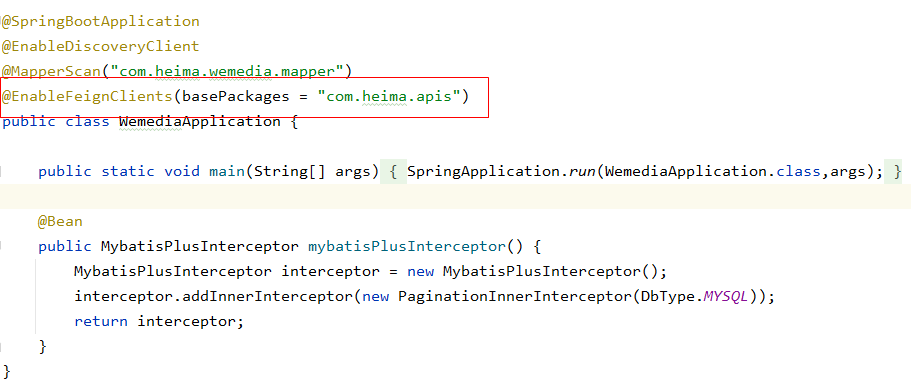 @SpringBootApplication
@EnableDiscoveryClient
@MapperScan("com.heima.wemedia.mapper")
@EnableFeignClients(basePackages = "com.heima.apis")
public class WemediaApplication {
public static void main(String[] args) { SpringApplication.run(WemediaApplication.class,args); }
@Bean
public MybatisPlusInterceptor mybatisPlusInterceptor() {
MybatisPlusInterceptor interceptor = new MybatisPlusInterceptor();
interceptor.addInnerInterceptor(new PaginationInnerInterceptor(DbType.MYSQL));
return interceptor;
}
}